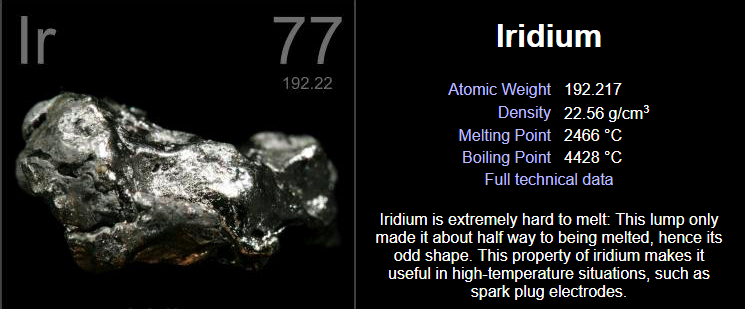 Ir
77
192.22
Iridium
Atomic Weight 192.217
Density 22.56 g/cm³
Melting Point 2466 °C
Boiling Point 4428 °C
Full technical data
Iridium is extremely hard to melt: This lump only
made it about half way to being melted, hence its
odd shape. This property of iridium makes it
useful in high-temperature situations, such as
spark plug electrodes.